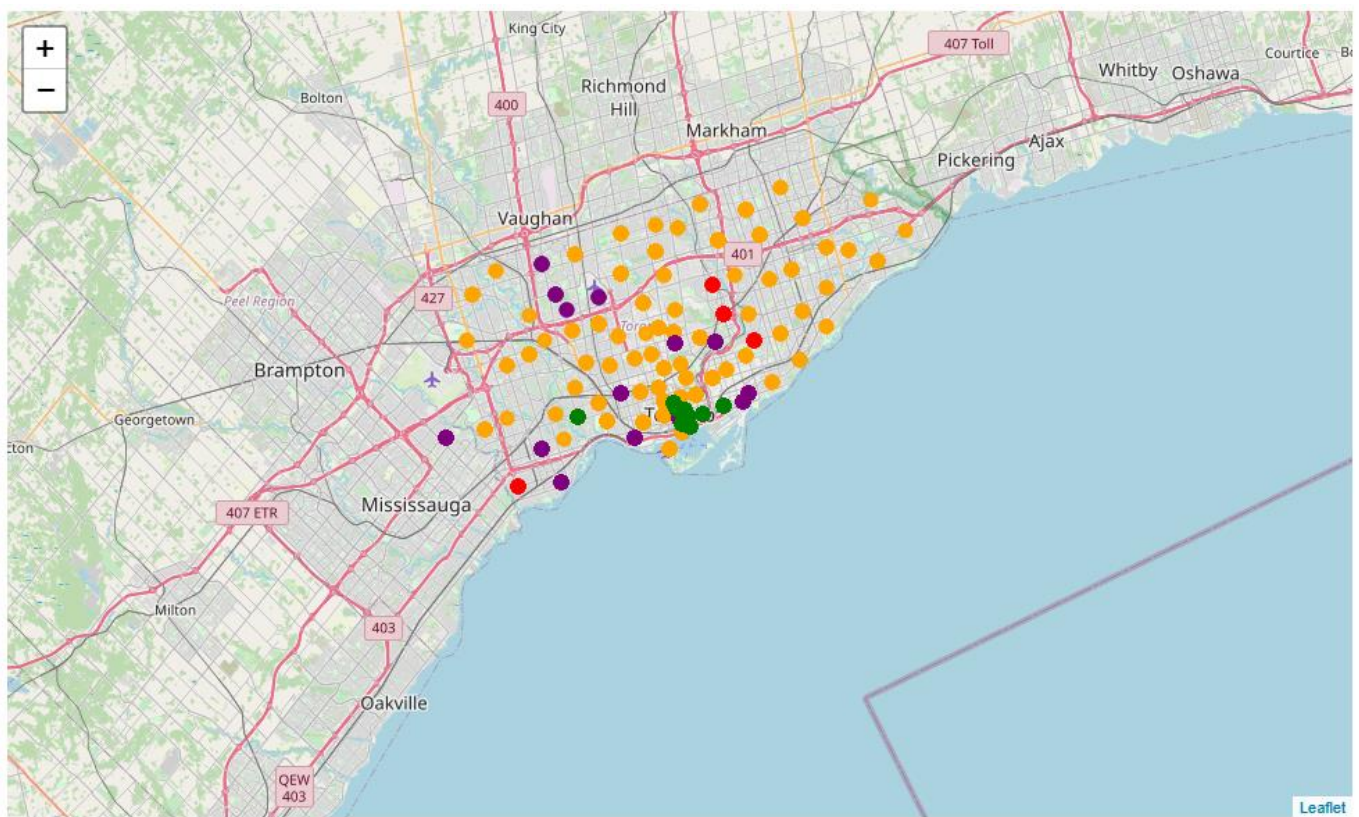 +
−
King City
407 Toll
Courtice
Whitby
Oshawa
Richmond
Hill
Bolton
400
Markham
Ajax
Pickering
Vaughan
401
427
Peel Region
Brampton
Georgetown
Mississauga
407 ETR
Milton
403
Oakville
QEW
403
Leaflet